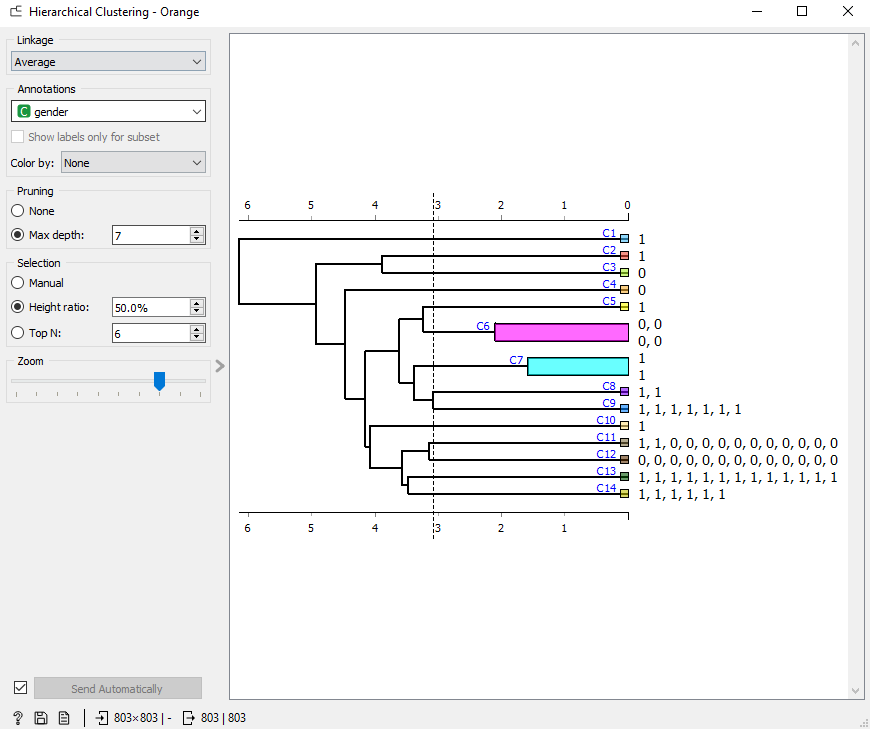 Hierarchical Clustering - Orange
Linkage
Average
Annotations
C gender
Show labels only for subset
Color by: None
Pruning
None
Max depth: 7
Selection
Manual
Height ratio: 50.0%
Top N: 6
Zoom
Send Automatically
? 803×803 | - 803 | 803
6 5 4 3 2 1 0
C1 1
C2 1
C3 0
C4 0
C5 1
C6 0, 0
0, 0
C7 1
1
C8 1, 1
C9 1, 1, 1, 1, 1, 1, 1
C10 1
C11 1, 1, 0, 0, 0, 0, 0, 0, 0, 0, 0, 0, 0
C12 0, 0, 0, 0, 0, 0, 0, 0, 0, 0, 0, 0, 0
C13 1, 1, 1, 1, 1, 1, 1, 1, 1, 1, 1, 1, 1
C14 1, 1, 1, 1, 1, 1
6 5 4 3 2 1